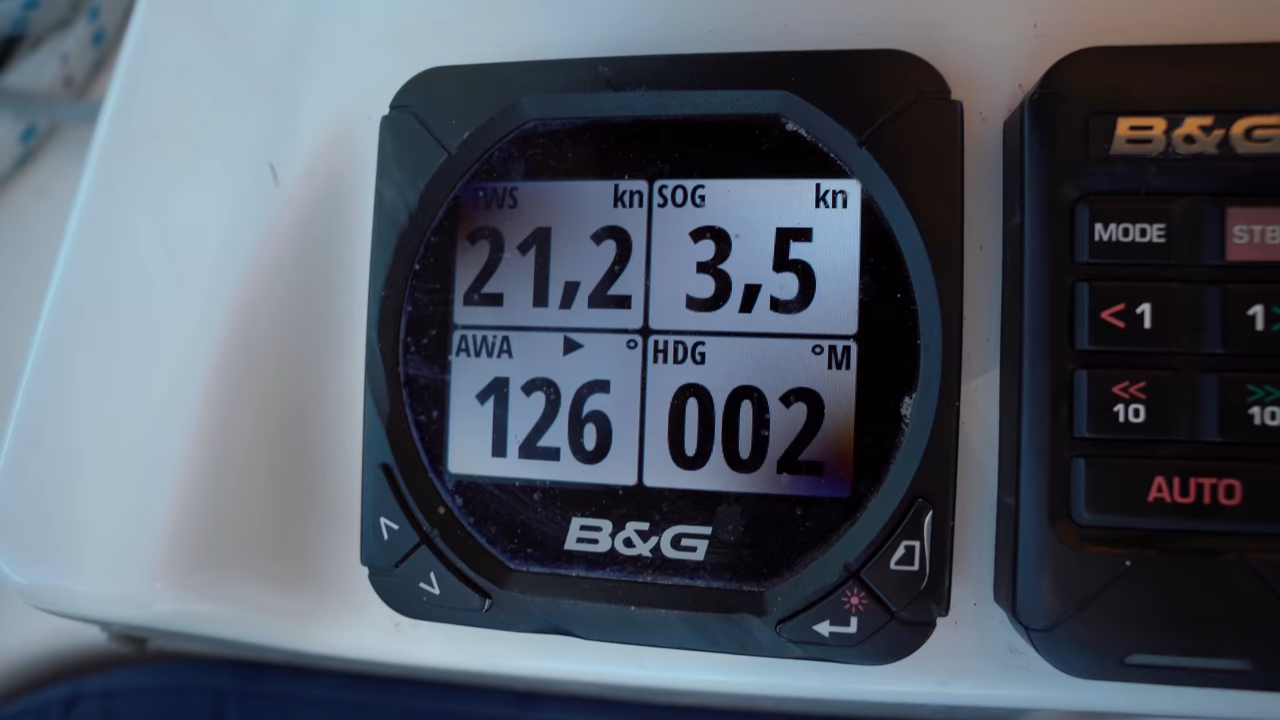 TWS kn SOG kn
21,2 3,5
AWA ▶ ° HDG °M
126 002
B&G
B&G
MODE STB
< 1 1 >
<< 10 >> 10
AUTO